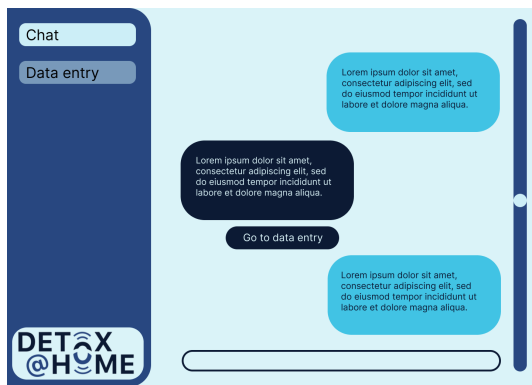 Chat
Data entry
Lorem ipsum dolor sit amet,
consectetur adipiscing elit, sed
do eiusmod tempor incididunt ut
labore et dolore magna aliqua.
Lorem ipsum dolor sit amet,
consectetur adipiscing elit, sed
do eiusmod tempor incididunt ut
labore et dolore magna aliqua.
Go to data entry
Lorem ipsum dolor sit amet,
consectetur adipiscing elit, sed
do eiusmod tempor incididunt ut
labore et dolore magna aliqua.
DETOX
@HOME